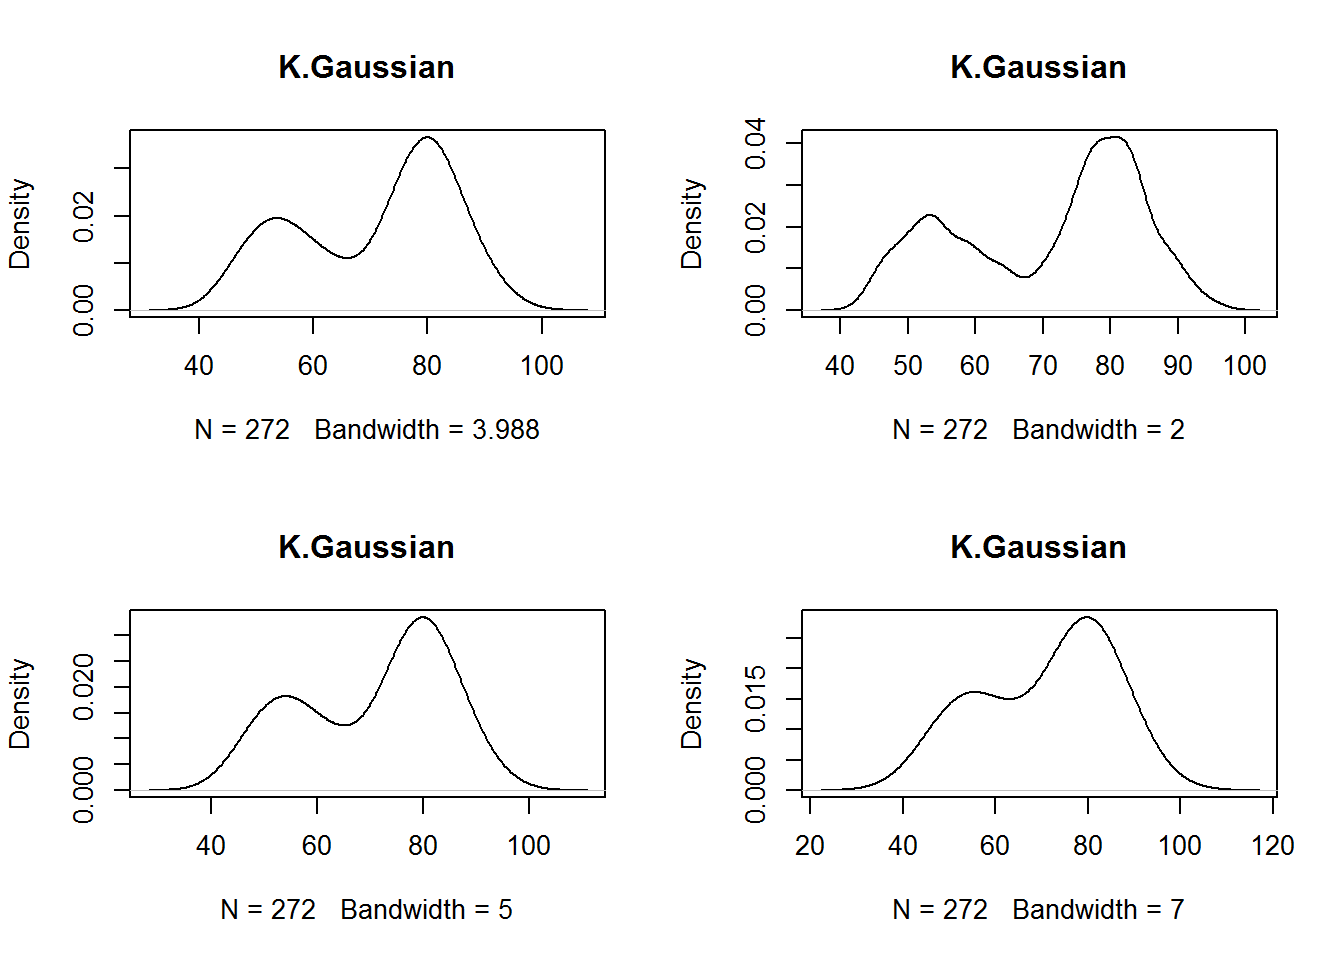 K.Gaussian
Density
0.00 0.02
40 60 80 100
N = 272 Bandwidth = 3.988
K.Gaussian
Density
0.00 0.02 0.04
40 50 60 70 80 90 100
N = 272 Bandwidth = 2
K.Gaussian
Density
0.000 0.020
40 60 80 100
N = 272 Bandwidth = 5
K.Gaussian
Density
0.000 0.015
20 40 60 80 100 120
N = 272 Bandwidth = 7